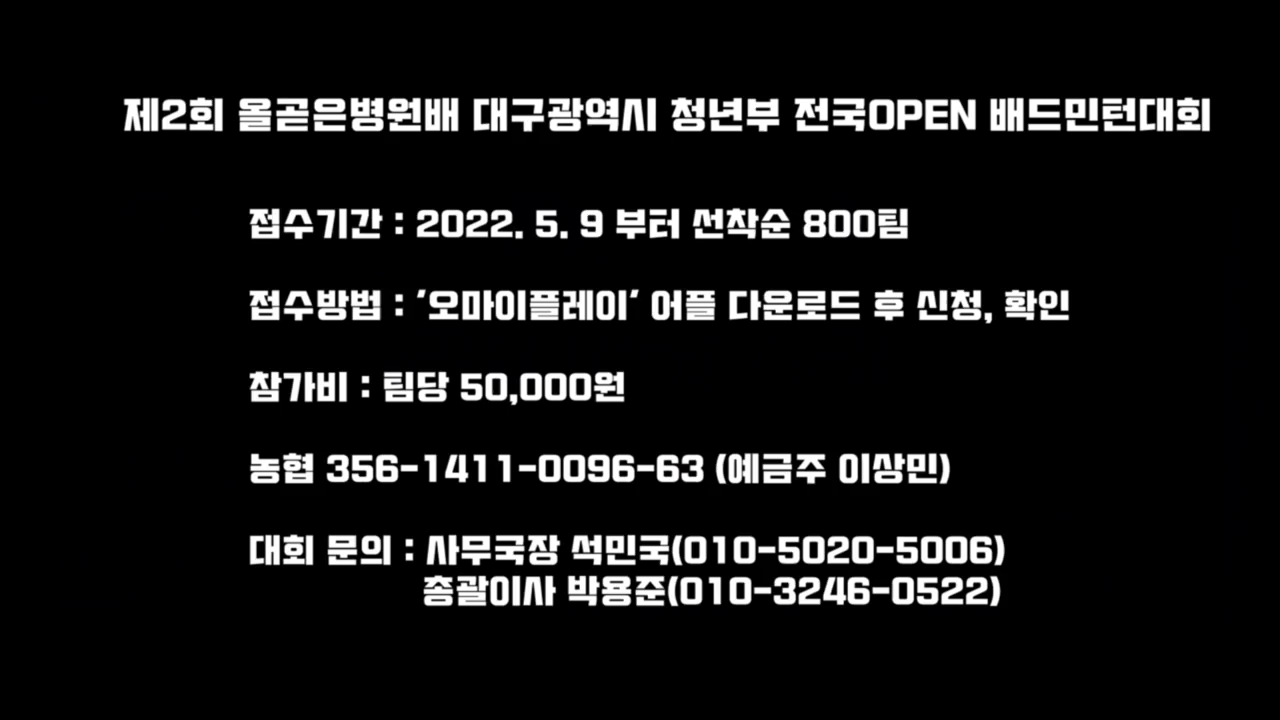 제2회 올곧은병원배 대구광역시 청년부 전국OPEN 배드민턴대회
접수기간 : 2022. 5. 9 부터 선착순 800팀
접수방법 : '오마이플레이' 어플 다운로드 후 신청, 확인
참가비 : 팀당 50,000원
농협 356-1411-0096-63 (예금주 이상민)
대회 문의 : 사무국장 석민국(010-5020-5006)
총괄이사 박용준(010-3246-0522)